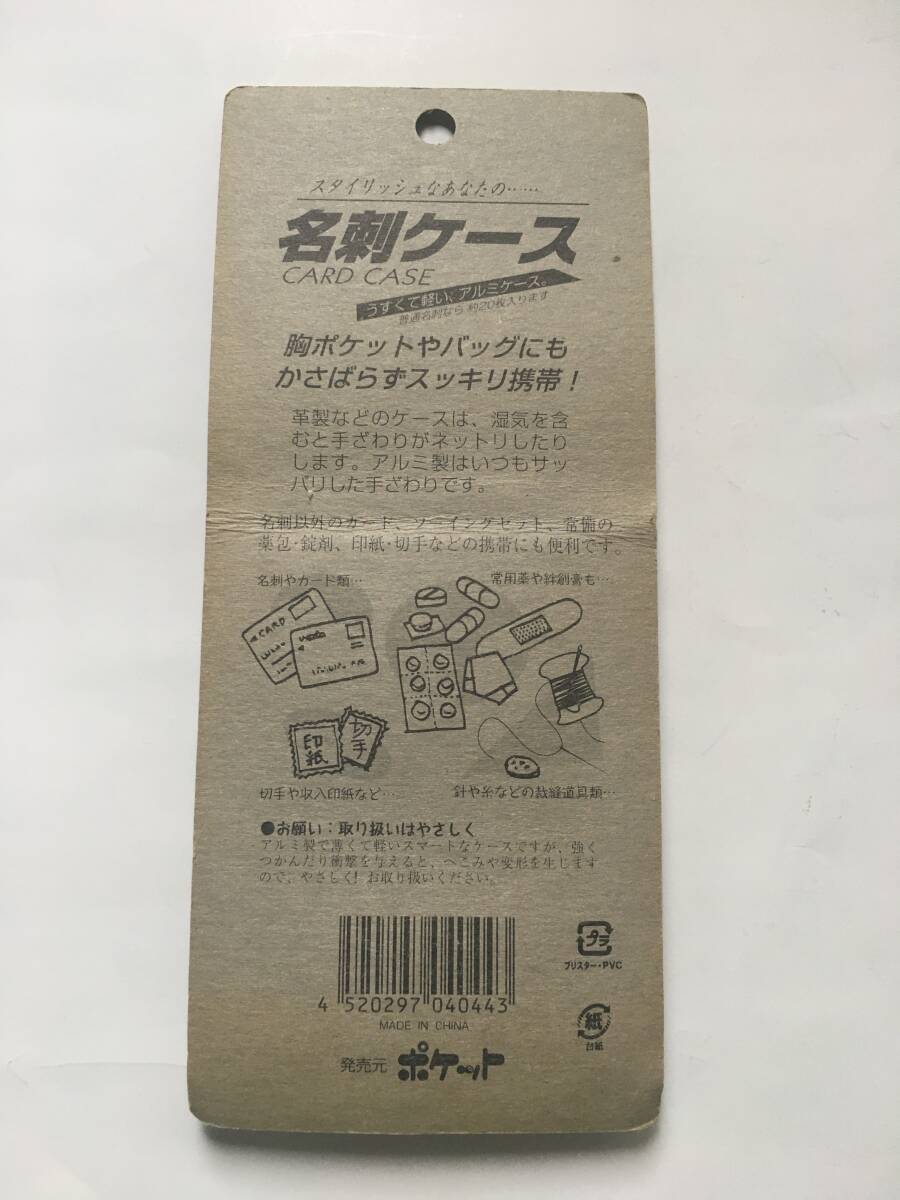 スタイリッシュなあなたの……
名刺ケース
CARD CASE
うすくて軽い、アルミケース。
普通名刺なら 約20枚入ります
胸ポケットやバッグにも
かさばらずスッキリ携帯！
革製などのケースは、湿気を含
むと手ざわりがネットリしたり
します。アルミ製はいつもサッ
パリした手ざわりです。
名刺以外のカード、ソーイングセット、常備の
薬包・錠剤、印紙・切手などの携帯にも便利です。
名刺やカード類…
常用薬や絆創膏も…
CARD
印紙
切手
切手や収入印紙など…
針や糸などの裁縫道具類…
●お願い：取り扱いはやさしく
アルミ製で薄くて軽いスマートなケースですが、強く
つかんだり衝撃を与えると、へこみや変形を生じます
ので、やさしく! お取り扱いください。
4 520297 040443
MADE IN CHINA
発売元 ポケット
プラ
ブリスター・PVC
紙
台紙